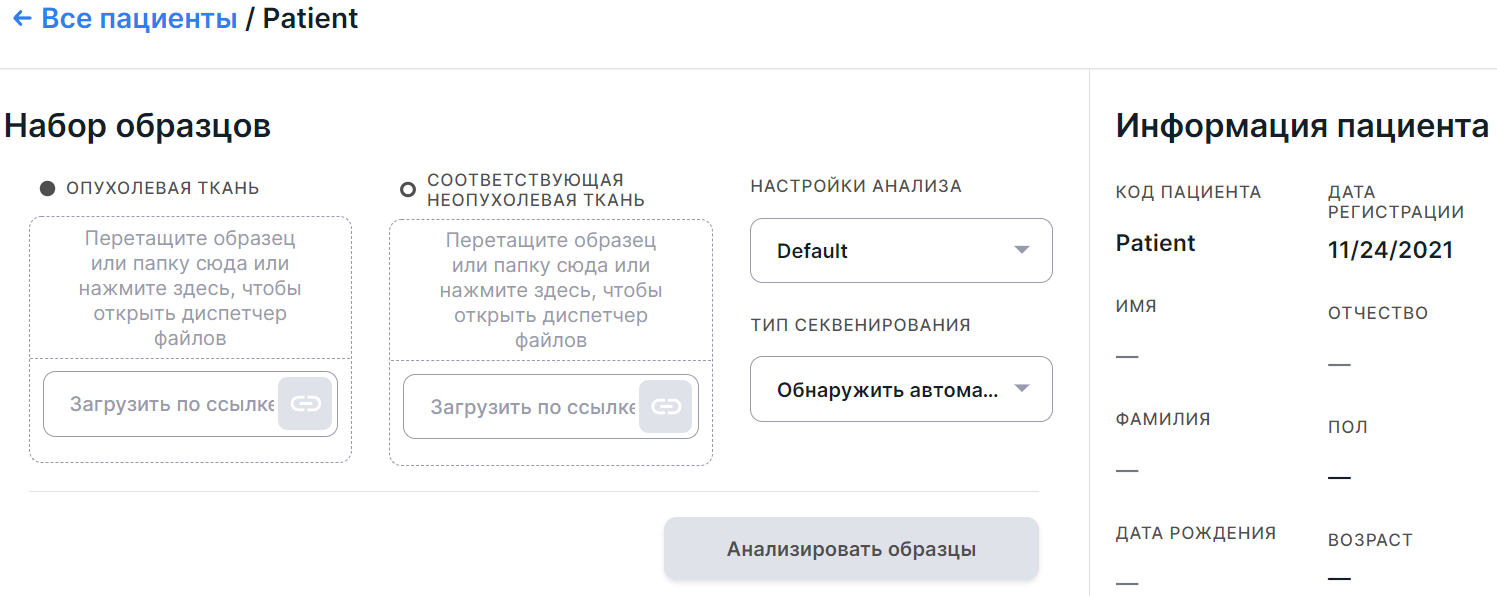 ← Все пациенты / Patient
Набор образцов
ОПУХОЛЕВАЯ ТКАНЬ
Перетащите образец
или папку сюда или
нажмите здесь, чтобы
открыть диспетчер
файлов
Загрузить по ссылке
СООТВЕТСТВУЮЩАЯ
НЕОПУХОЛЕВАЯ ТКАНЬ
Перетащите образец
или папку сюда или
нажмите здесь, чтобы
открыть диспетчер
файлов
Загрузить по ссылке
НАСТРОЙКИ АНАЛИЗА
Default
ТИП СЕКВЕНИРОВАНИЯ
Обнаружить автома...
Анализировать образцы
Информация пациента
КОД ПАЦИЕНТА
Patient
ДАТА
РЕГИСТРАЦИИ
11/24/2021
ИМЯ
—
ОТЧЕСТВО
—
ФАМИЛИЯ
—
ПОЛ
—
ДАТА РОЖДЕНИЯ
—
ВОЗРАСТ
—